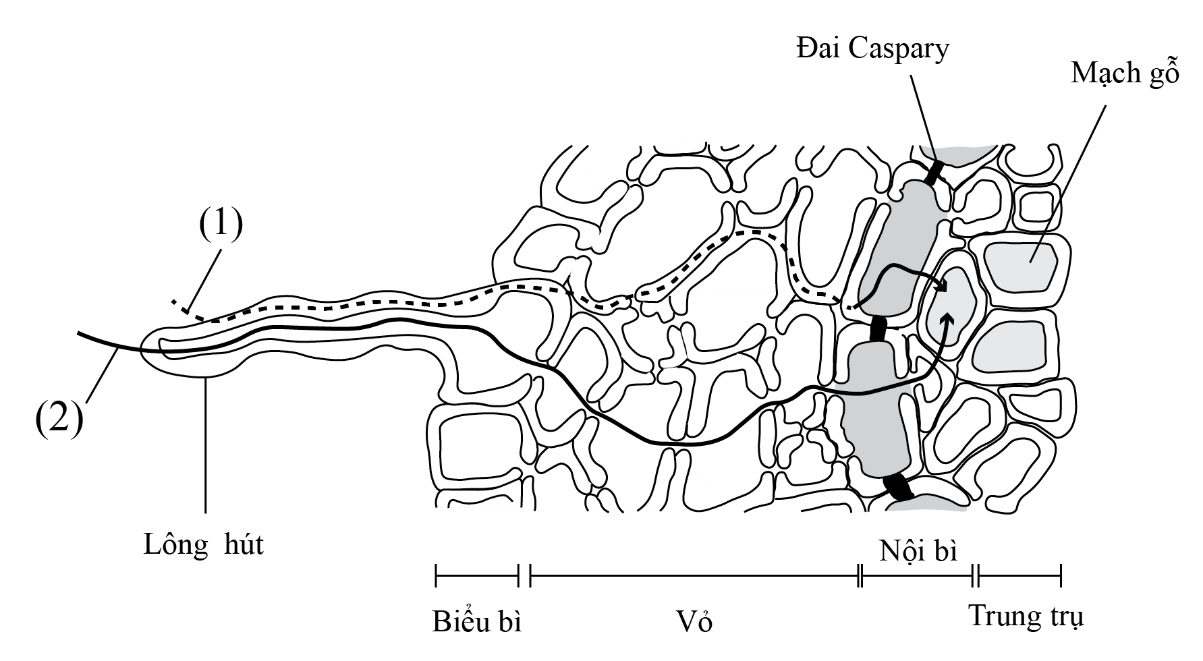 Đai Caspary
Mạch gỗ
(1)
(2)
Lông hút
Nội bì
Biểu bì
Vỏ
Trung trụ